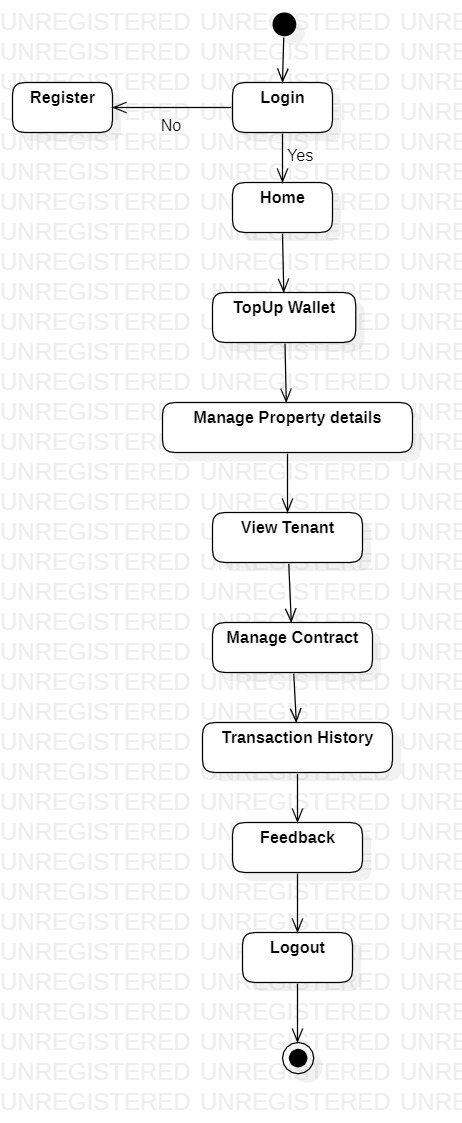 Login
Register
No
Yes
Home
TopUp Wallet
Manage Property details
View Tenant
Manage Contract
Transaction History
Feedback
Logout
UNREGISTERED